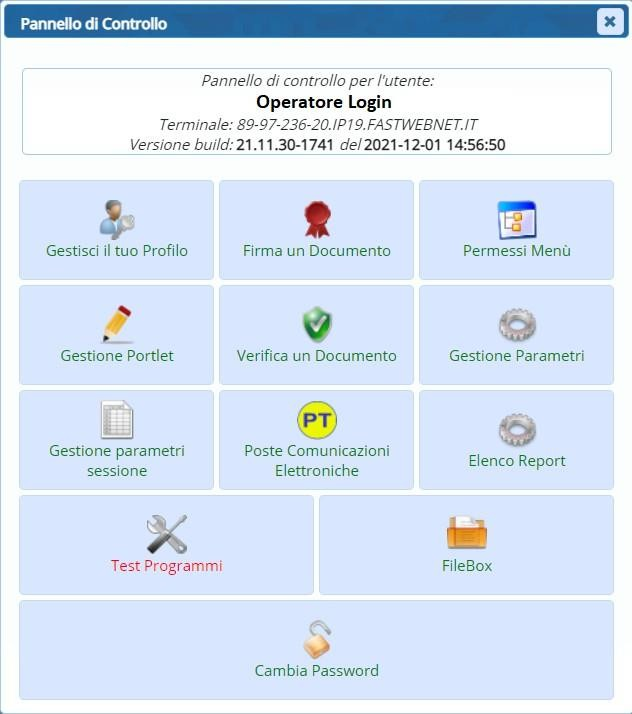 Pannello di Controllo
Pannello di controllo per l'utente:
Operatore Login
Terminale: 89-97-236-20.IP19.FASTWEBNET.IT
Versione build: 21.11.30-1741 del 2021-12-01 14:56:50
Gestisci il tuo Profilo
Firma un Documento
Permessi Menù
Gestione Portlet
Verifica un Documento
Gestione Parametri
Gestione parametri
sessione
PT
Poste Comunicazioni
Elettroniche
Elenco Report
Test Programmi
FileBox
Cambia Password